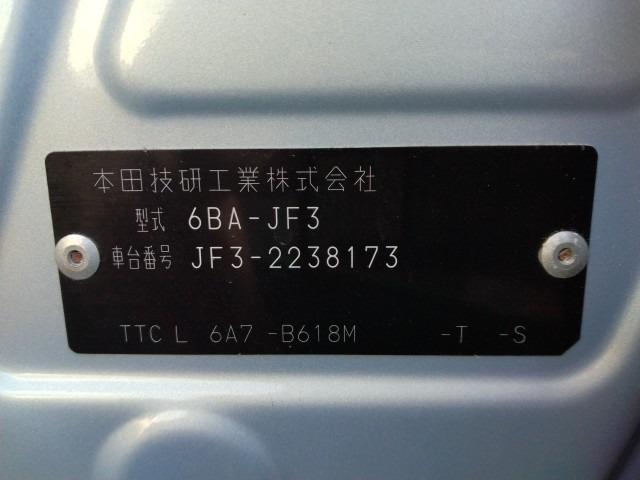 本田技研工業株式会社
型式 6BA-JF3
車台番号 JF3-2238173
TTC L 6A7 -B618M -T -S